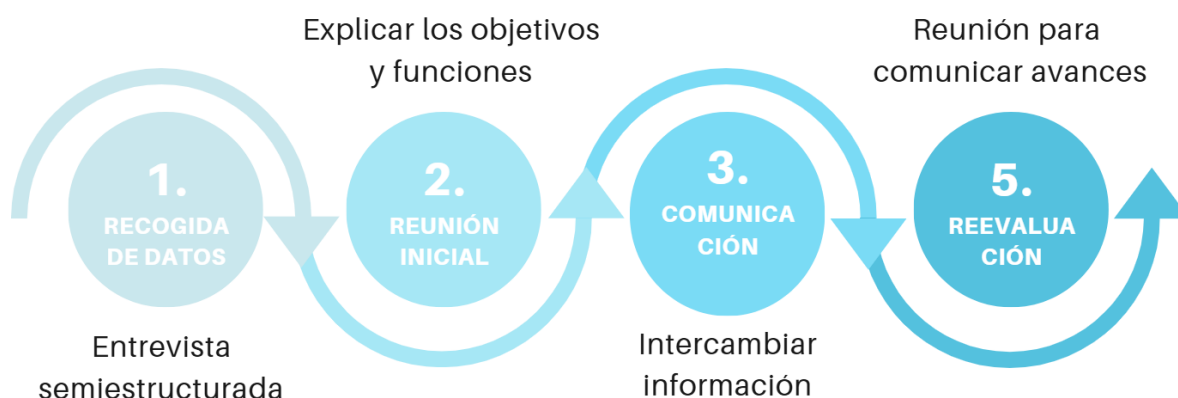 Explicar los objetivos
y funciones
Reunión para
comunicar avances
1.
RECOGIDA
DE DATOS
2.
REUNIÓN
INICIAL
3.
COMUNICA
CIÓN
5.
REEVALUA
CIÓN
Entrevista
semiestructurada
Intercambiar
información